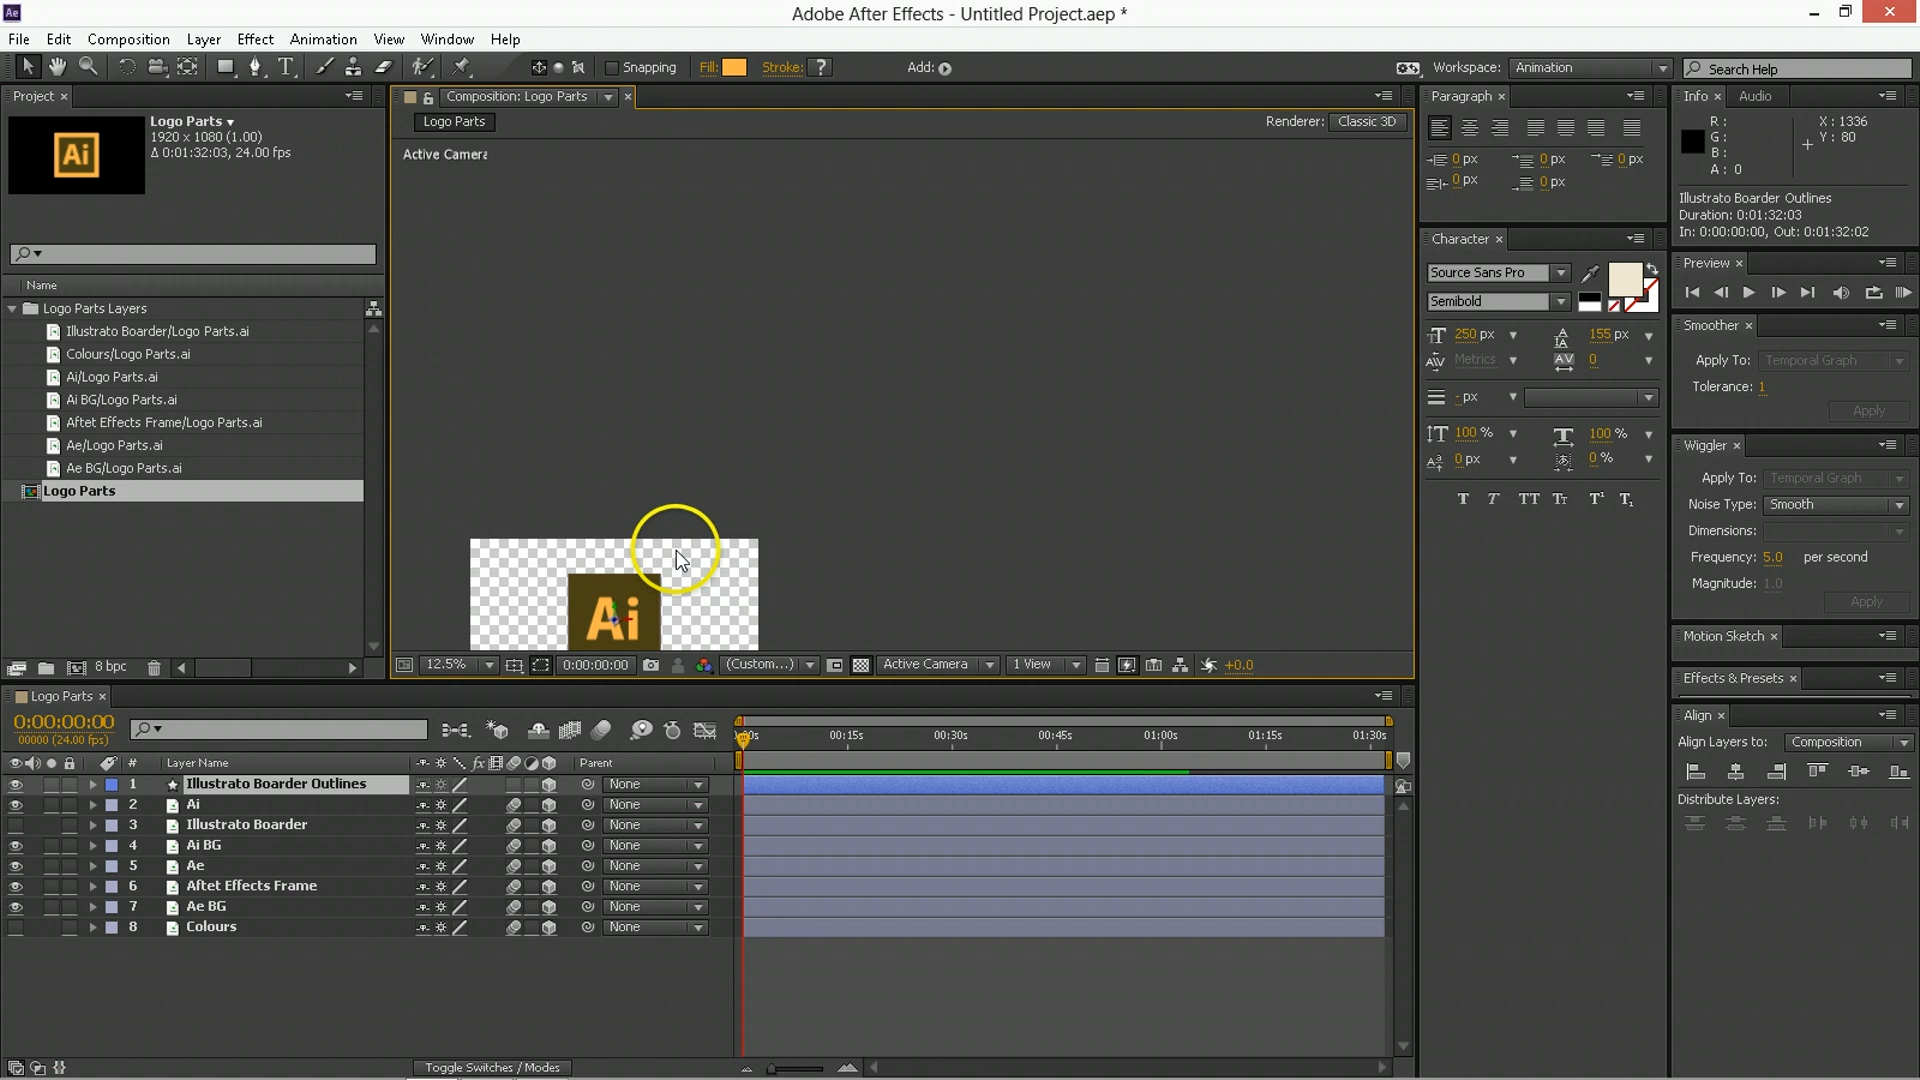 Ae
Adobe After Effects - Untitled Project.aep *
File Edit Composition Layer Effect Animation View Window Help
Snapping Fill: Stroke: ? Add: Workspace: Animation Search Help
Project
Logo Parts
1920 x 1080 (1.00)
Δ 0:01:32:03, 24.00 fps
Ai
Name
Logo Parts Layers
Illustrato Boarder/Logo Parts.ai
Colours/Logo Parts.ai
Ai/Logo Parts.ai
Ai BG/Logo Parts.ai
Aftet Effects Frame/Logo Parts.ai
Ae/Logo Parts.ai
Ae BG/Logo Parts.ai
Logo Parts
8 bpc
Composition: Logo Parts
Logo Parts Renderer: Classic 3D
Active Camera
Ai
12.5% 0:00:00:00 (Custom...) Active Camera 1 View +0.0
Paragraph
0 px 0 px 0 px
0 px 0 px
Character
Source Sans Pro
Semibold
250 px 155 px
Metrics 0
- px
100 % 100 %
0 px 0 %
T T TT Tт T¹ T₁
Info Audio
R : X : 1336
G : Y : 80
B :
A : 0
Illustrato Boarder Outlines
Duration: 0:01:32:03
In: 0:00:00:00, Out: 0:01:32:02
Preview
Smoother
Apply To: Temporal Graph
Tolerance: 1
Apply
Wiggler
Apply To: Temporal Graph
Noise Type: Smooth
Dimensions:
Frequency: 5.0 per second
Magnitude: 1.0
Apply
Motion Sketch
Effects & Presets
Align
Align Layers to: Composition
Distribute Layers:
Logo Parts
0:00:00:00
00000 (24.00 fps)
00:15s 00:30s 00:45s 01:00s 01:15s 01:30s
# Layer Name fx Parent
1 Illustrato Boarder Outlines None
2 Ai None
3 Illustrato Boarder None
4 Ai BG None
5 Ae None
6 Aftet Effects Frame None
7 Ae BG None
8 Colours None
Toggle Switches / Modes